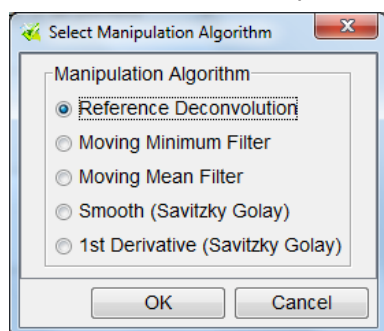 Select Manipulation Algorithm
Manipulation Algorithm
Reference Deconvolution
Moving Minimum Filter
Moving Mean Filter
Smooth (Savitzky Golay)
1st Derivative (Savitzky Golay)
OK Cancel